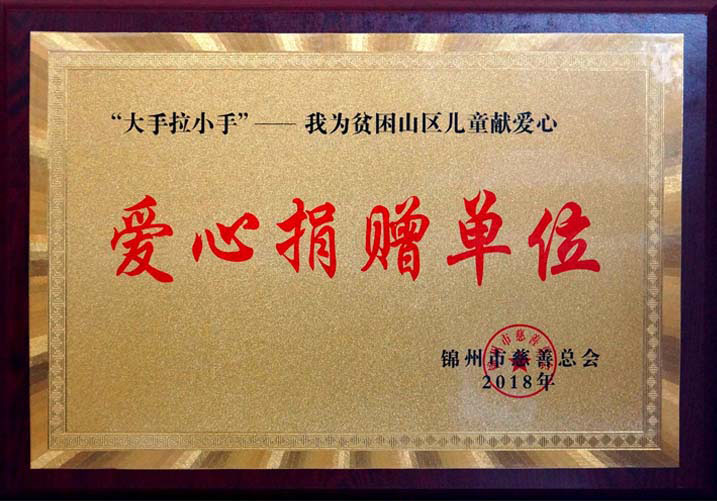 “大手拉小手”—— 我为贫困山区儿童献爱心
爱心捐赠单位
锦州市慈善总会
2018年